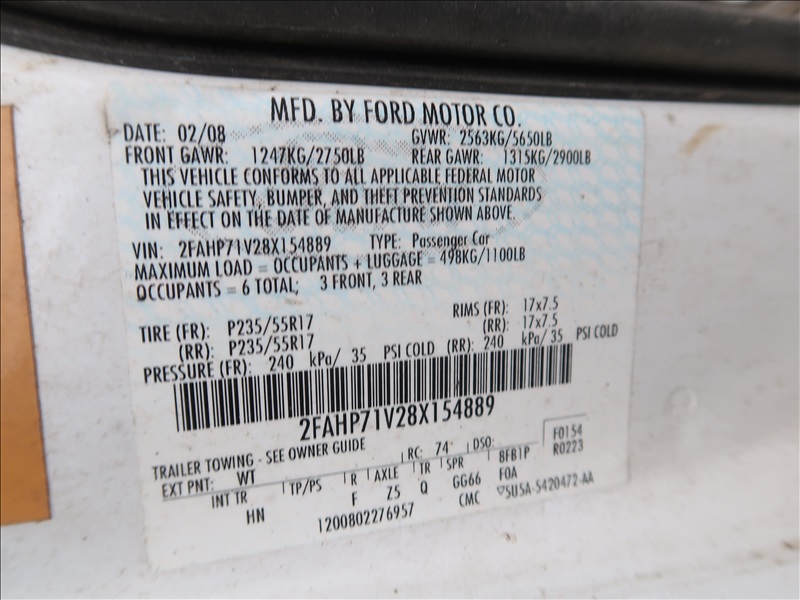 MFD. BY FORD MOTOR CO.
DATE: 02/08 GVWR: 2563KG/5650LB
FRONT GAWR: 1247KG/2750LB REAR GAWR: 1315KG/2900LB
THIS VEHICLE CONFORMS TO ALL APPLICABLE FEDERAL MOTOR
VEHICLE SAFETY, BUMPER, AND THEFT PREVENTION STANDARDS
IN EFFECT ON THE DATE OF MANUFACTURE SHOWN ABOVE.
VIN: 2FAHP71V28X154889 TYPE: Passenger Car
MAXIMUM LOAD = OCCUPANTS + LUGGAGE = 498KG/1100LB
OCCUPANTS = 6 TOTAL; 3 FRONT, 3 REAR
TIRE (FR): P235/55R17 RIMS (FR): 17x7.5
(RR): P235/55R17 (RR): 17x7.5
PRESSURE (FR): 240 kPa/ 35 PSI COLD (RR): 240 kPa/ 35 PSI COLD
2FAHP71V28X154889
TRAILER TOWING - SEE OWNER GUIDE
EXT PNT: WT RC: 74 DSO: F0154
R0223
INT TR TP/PS R AXLE TR SPR 8FB1P
HN F Z5 Q GG66 FOA
1200802276957 CMC ▽5U5A-5420472-AA